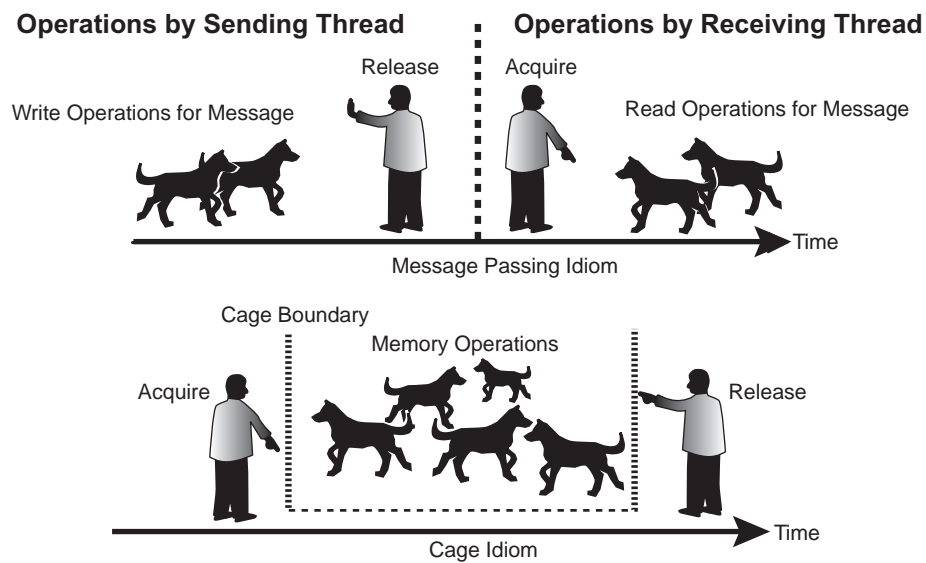 Operations by Sending Thread
Operations by Receiving Thread
Release
Acquire
Write Operations for Message
Read Operations for Message
Time
Message Passing Idiom
Cage Boundary
Memory Operations
Acquire
Release
Time
Cage Idiom